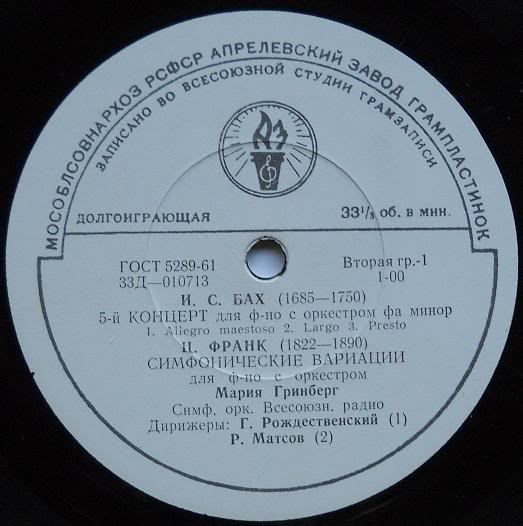 МОСОБЛСОВНАРХОЗ РСФСР АПРЕЛЕВСКИЙ ЗАВОД ГРАМПЛАСТИНОК
ЗАПИСАНО ВО ВСЕСОЮЗНОЙ СТУДИИ ГРАМЗАПИСИ
АЗ
ДОЛГОИГРАЮЩАЯ 33⅓ об. в мин.
ГОСТ 5289-61 Вторая гр.-1
33Д—010713 1-00
И. С. БАХ (1685—1750)
5-й КОНЦЕРТ для ф-но с оркестром фа минор
1. Allegro maestoso 2. Largo 3. Presto
Ц. ФРАНК (1822—1890)
СИМФОНИЧЕСКИЕ ВАРИАЦИИ
для ф-но с оркестром
Мария Гринберг
Симф. орк. Всесоюзн. радио
Дирижеры: Г. Рождественский (1)
Р. Матсов (2)